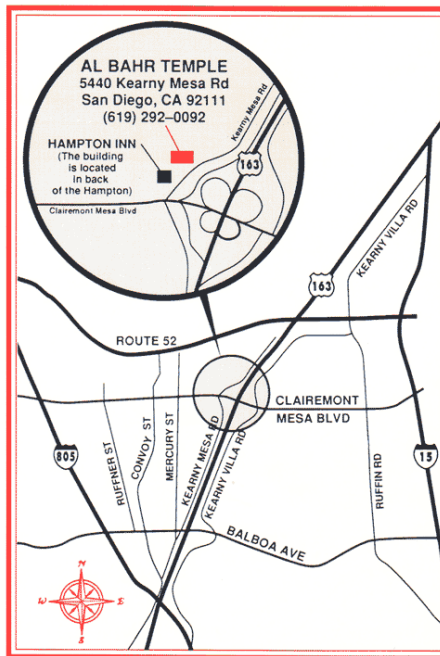 AL BAHR TEMPLE
5440 Kearny Mesa Rd
San Diego, CA 92111
(619) 292–0092
HAMPTON INN
(The building
is located
in back
of the Hampton)
Kearny Mesa Rd
163
Clairemont Mesa Blvd
163
KEARNY VILLA RD
ROUTE 52
CLAIREMONT
MESA BLVD
RUFFNER ST
CONVOY ST
MERCURY ST
KEARNY MESA RD
KEARNY VILLA RD
805
15
RUFFIN RD
BALBOA AVE
N
W
E
S